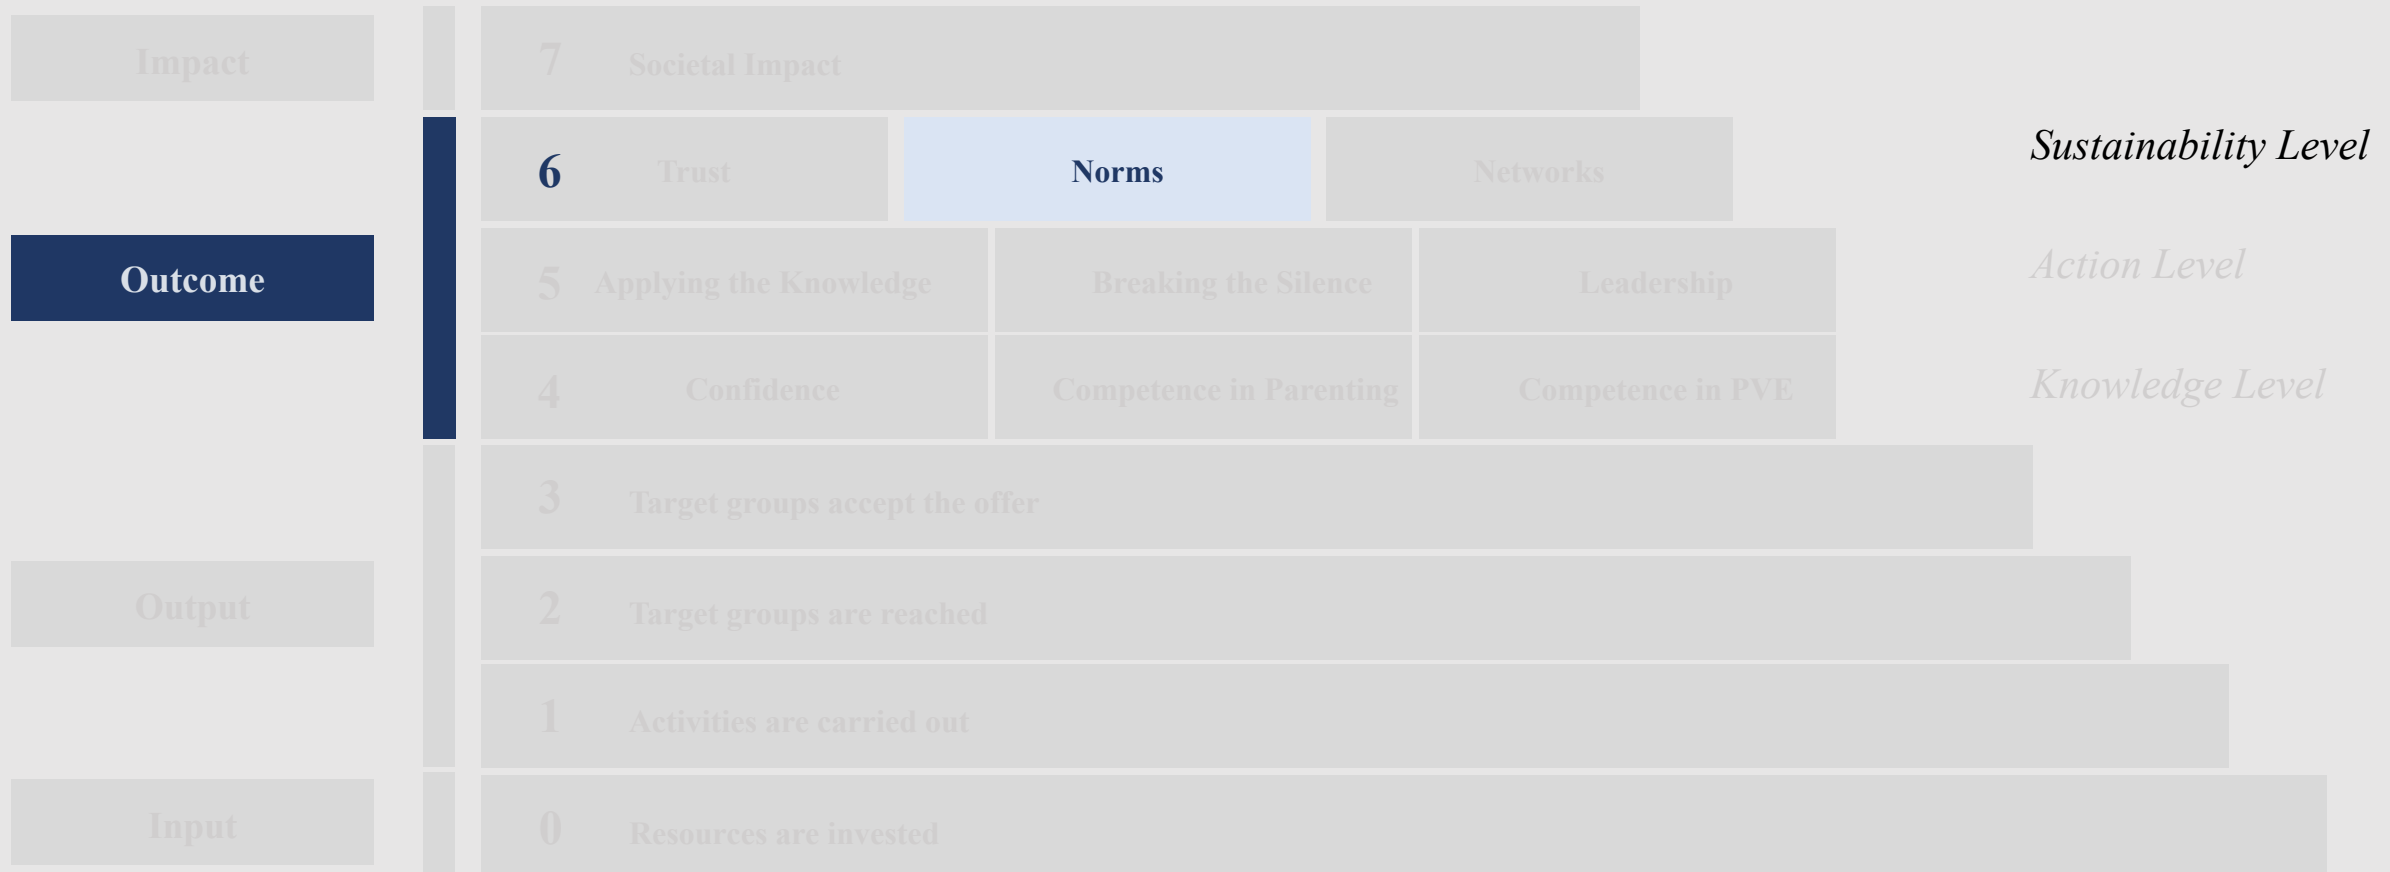 Impact
7 Societal Impact
6 Trust Norms Networks Sustainability Level
Outcome
5 Applying the Knowledge Breaking the Silence Leadership Action Level
4 Confidence Competence in Parenting Competence in PVE Knowledge Level
3 Target groups accept the offer
Output
2 Target groups are reached
1 Activities are carried out
Input
0 Resources are invested